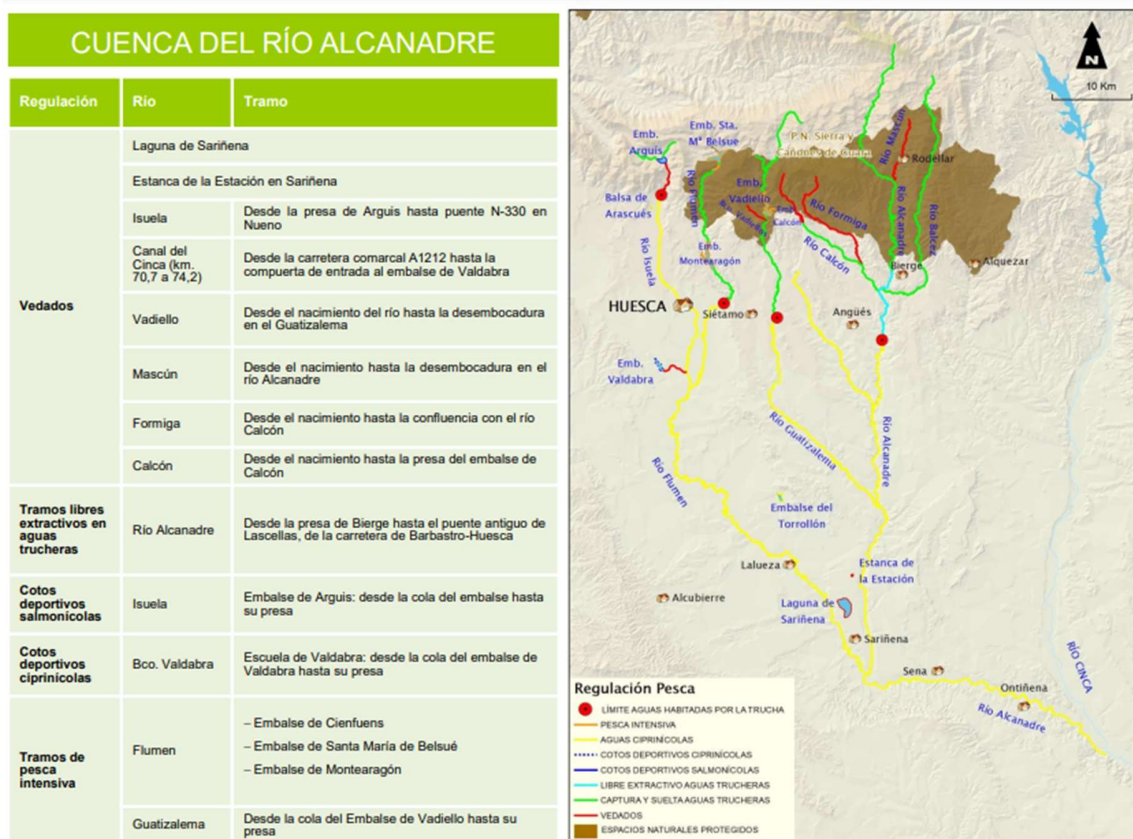 CUENCA DEL RÍO ALCANADRE
Regulación
Río
Tramo
Vedados
Laguna de Sariñena
Estanca de la Estación en Sariñena
Isuela
Desde la presa de Arguis hasta puente N-330 en
Nueno
Canal del
Cinca (km.
70,7 a 74,2)
Desde la carretera comarcal A1212 hasta la
compuerta de entrada al embalse de Valdabra
Vadiello
Desde el nacimiento del río hasta la desembocadura
en el Guatizalema
Mascún
Desde el nacimiento hasta la desembocadura en el
río Alcanadre
Formiga
Desde el nacimiento hasta la confluencia con el río
Calcón
Calcón
Desde el nacimiento hasta la presa del embalse de
Calcón
Tramos libres
extractivos en
aguas
trucheras
Río Alcanadre
Desde la presa de Bierge hasta el puente antiguo de
Lascellas, de la carretera de Barbastro-Huesca
Cotos
deportivos
salmonícolas
Isuela
Embalse de Arguis: desde la cola del embalse hasta
su presa
Cotos
deportivos
ciprinícolas
Bco. Valdabra
Escuela de Valdabra: desde la cola del embalse de
Valdabra hasta su presa
Tramos de
pesca
intensiva
Flumen
– Embalse de Cienfuens
– Embalse de Santa María de Belsué
– Embalse de Montearagón
Guatizalema
Desde la cola del Embalse de Vadiello hasta su
presa
N
10 Km
Emb.
Arguis
Emb. Sta.
Mª Belsue
P.N. Sierra y
Cañones de Guara
Río Mascún
Rodellar
Balsa de
Arascués
Río Flumen
Emb.
Vadiello
Bco. Vadiello
Emb.
Calcón
Río Formiga
Río Alcanadre
Río Balcez
Río Isuela
Emb.
Montearagón
Río Calcón
Bierge
Alquezar
HUESCA
Siétamo
Angüés
Emb.
Valdabra
Río Guatizalema
Río Alcanadre
Río Flumen
Embalse del
Torrollón
Lalueza
Estanca de
la Estación
Alcubierre
Laguna de
Sariñena
Sariñena
Sena
Ontiñena
Río Alcanadre
RÍO CINCA
Regulación Pesca
LÍMITE AGUAS HABITADAS POR LA TRUCHA
PESCA INTENSIVA
AGUAS CIPRINÍCOLAS
COTOS DEPORTIVOS CIPRINÍCOLAS
COTOS DEPORTIVOS SALMONÍCOLAS
LIBRE EXTRACTIVO AGUAS TRUCHERAS
CAPTURA Y SUELTA AGUAS TRUCHERAS
VEDADOS
ESPACIOS NATURALES PROTEGIDOS